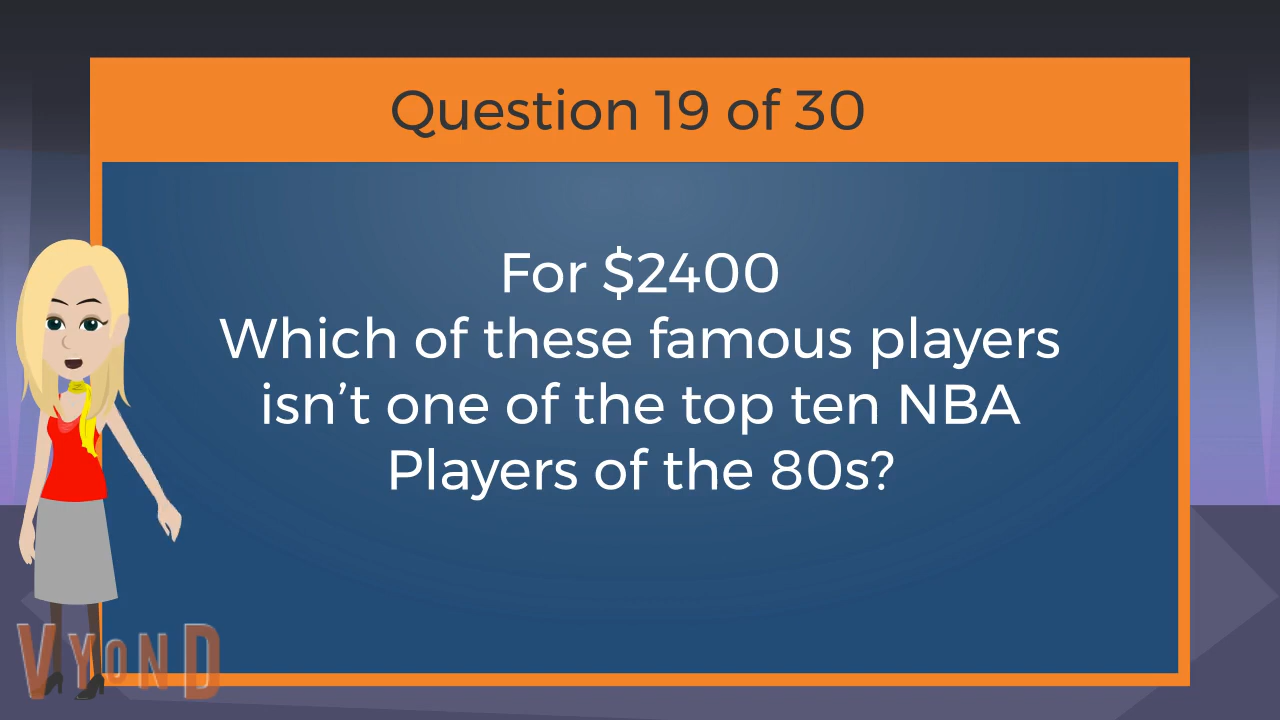 Question 19 of 30
For $2400
Which of these famous players
isn’t one of the top ten NBA
Players of the 80s?
VYOND